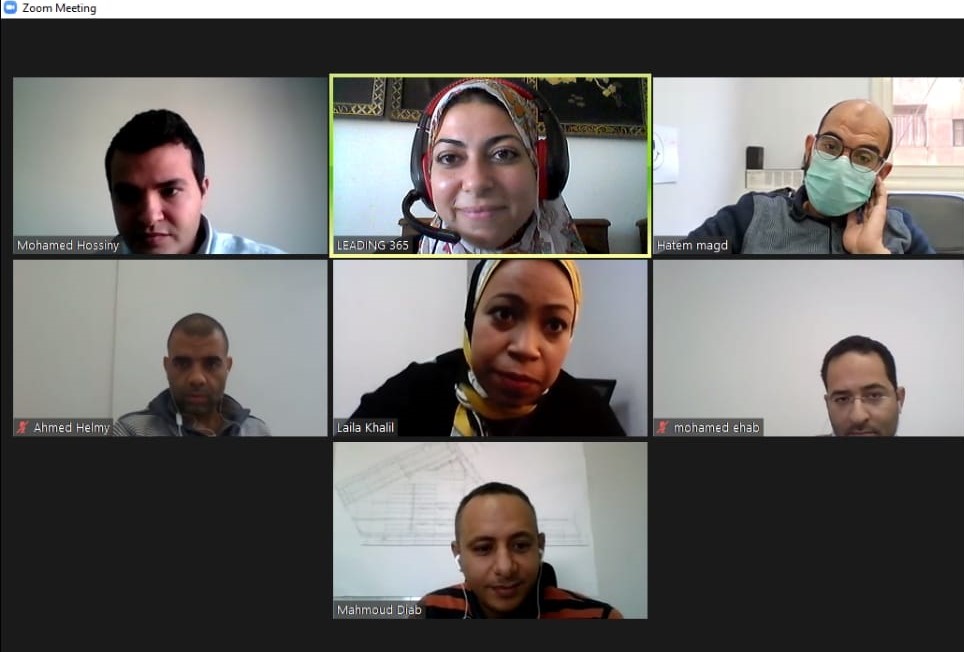 Zoom Meeting
Mohamed Hossiny
LEADING 365
Hatem magd
Ahmed Helmy
Laila Khalil
mohamed ehab
Mahmoud Diab